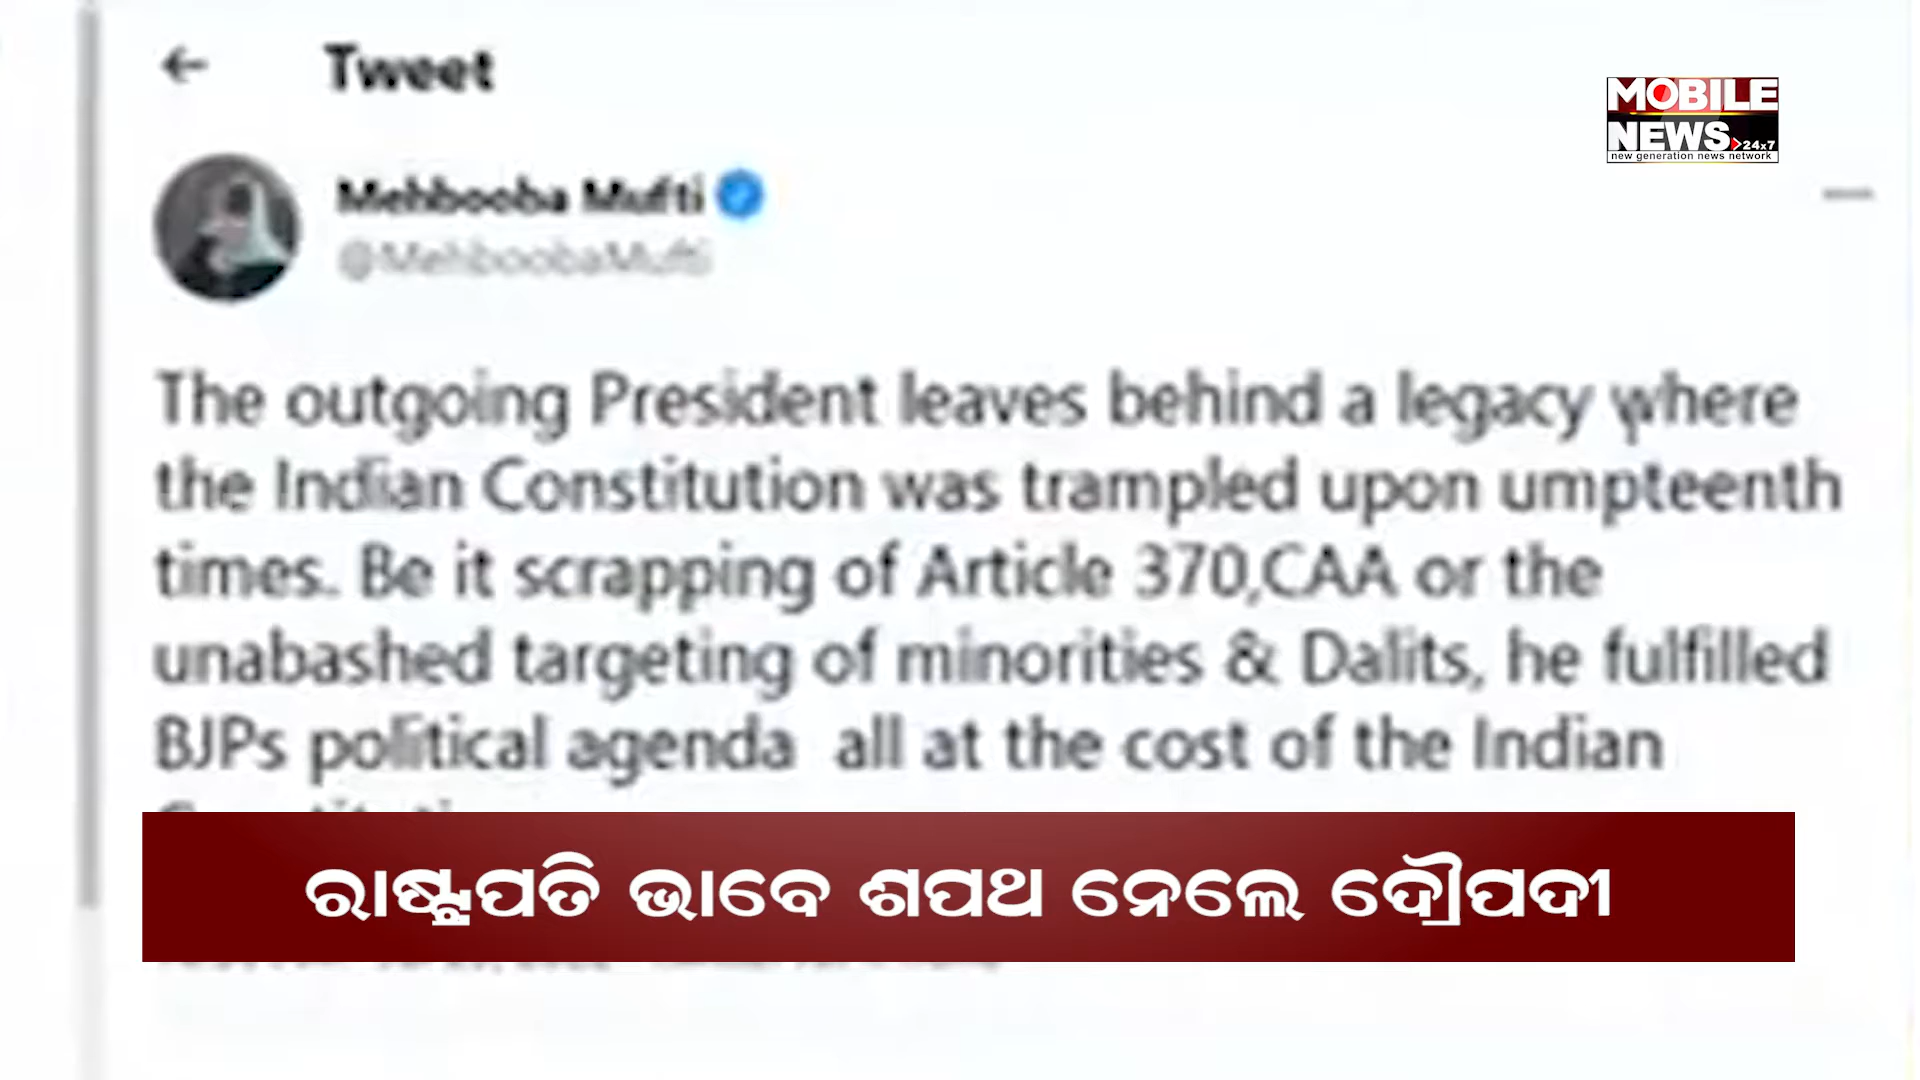 Tweet
MOBILE
NEWS 24x7
new generation news network
Mehbooba Mufti
@MehboobaMufti
The outgoing President leaves behind a legacy where
the Indian Constitution was trampled upon umpteenth
times. Be it scrapping of Article 370,CAA or the
unabashed targeting of minorities & Dalits, he fulfilled
BJPs political agenda all at the cost of the Indian
ରାଷ୍ଟ୍ରପତି ଭାବେ ଶପଥ ନେଲେ ଦ୍ରୌପଦୀ